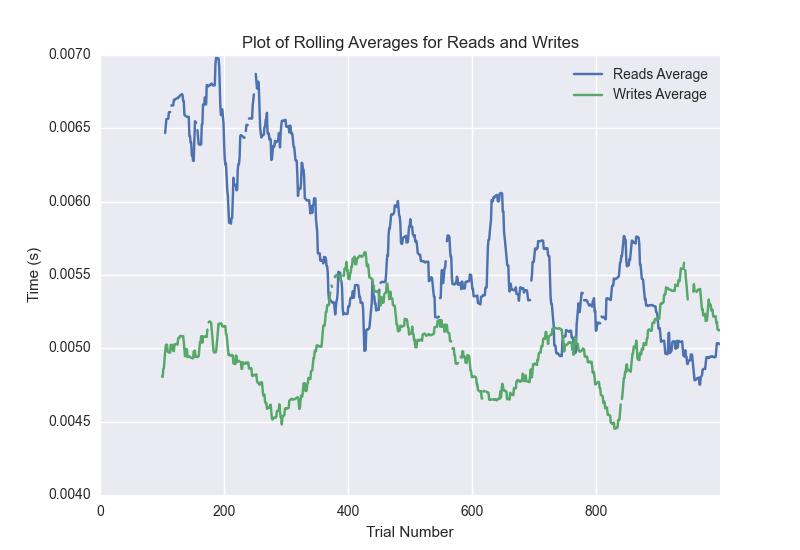 Plot of Rolling Averages for Reads and Writes
0.0070
0.0065
0.0060
0.0055
0.0050
0.0045
0.0040
Time (s)
Reads Average
Writes Average
0
200
400
600
800
Trial Number